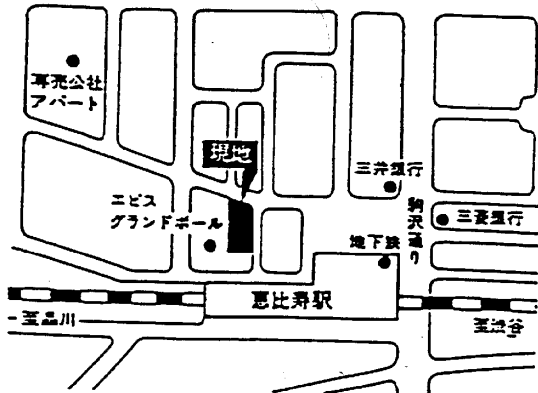 専売公社
アパート
現地
三井銀行
エビス
グランドボール
駒沢通り
三菱銀行
地下鉄
恵比寿駅
至品川
至渋谷